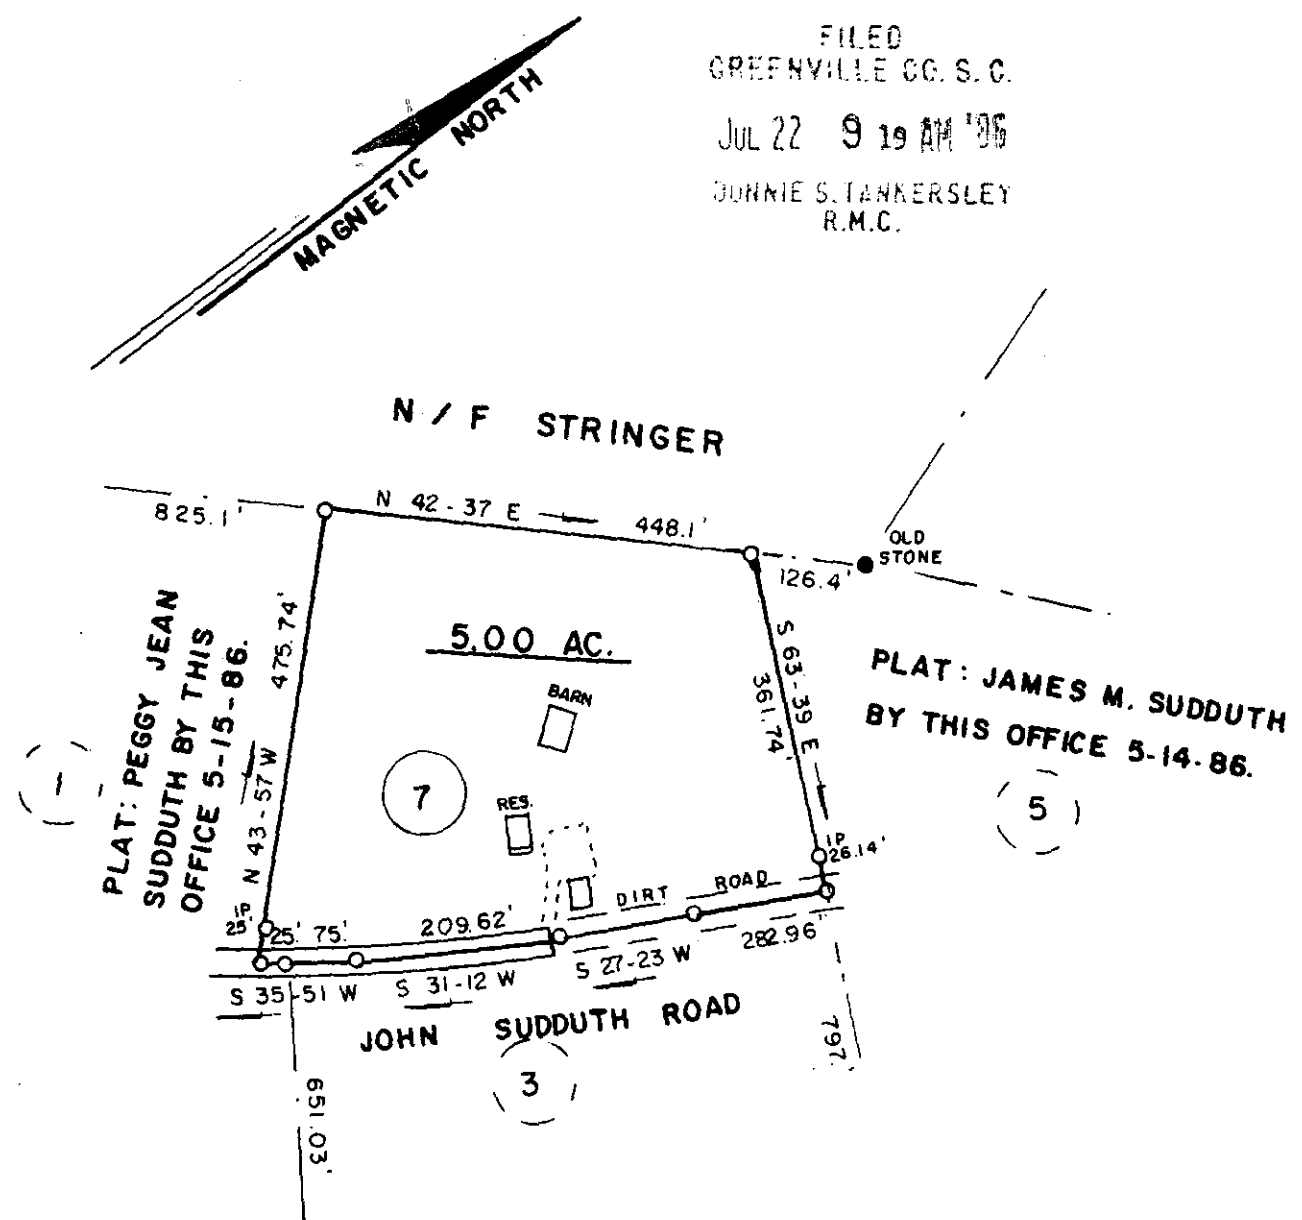 FILED
GREENVILLE CO. S. C.
JUL 22 9 19 AM '86
DONNIE S. TANKERSLEY
R.M.C.
MAGNETIC NORTH
N / F STRINGER
825.1'
N 42-37 E
448.1'
126.4'
OLD
STONE
S 63-39 E
361.74'
475.74'
N 43-57 W
5.00 AC.
BARN
RES.
7
PLAT: PEGGY JEAN
SUDDUTH BY THIS
OFFICE 5-15-86.
1
PLAT: JAMES M. SUDDUTH
BY THIS OFFICE 5-14-86.
5
IP
26.14'
IP
25'
25.' 75.'
209.62'
DIRT ROAD
282.96'
S 35-51 W
S 31-12 W
S 27-23 W
JOHN SUDDUTH ROAD
3
797.'
651.03'